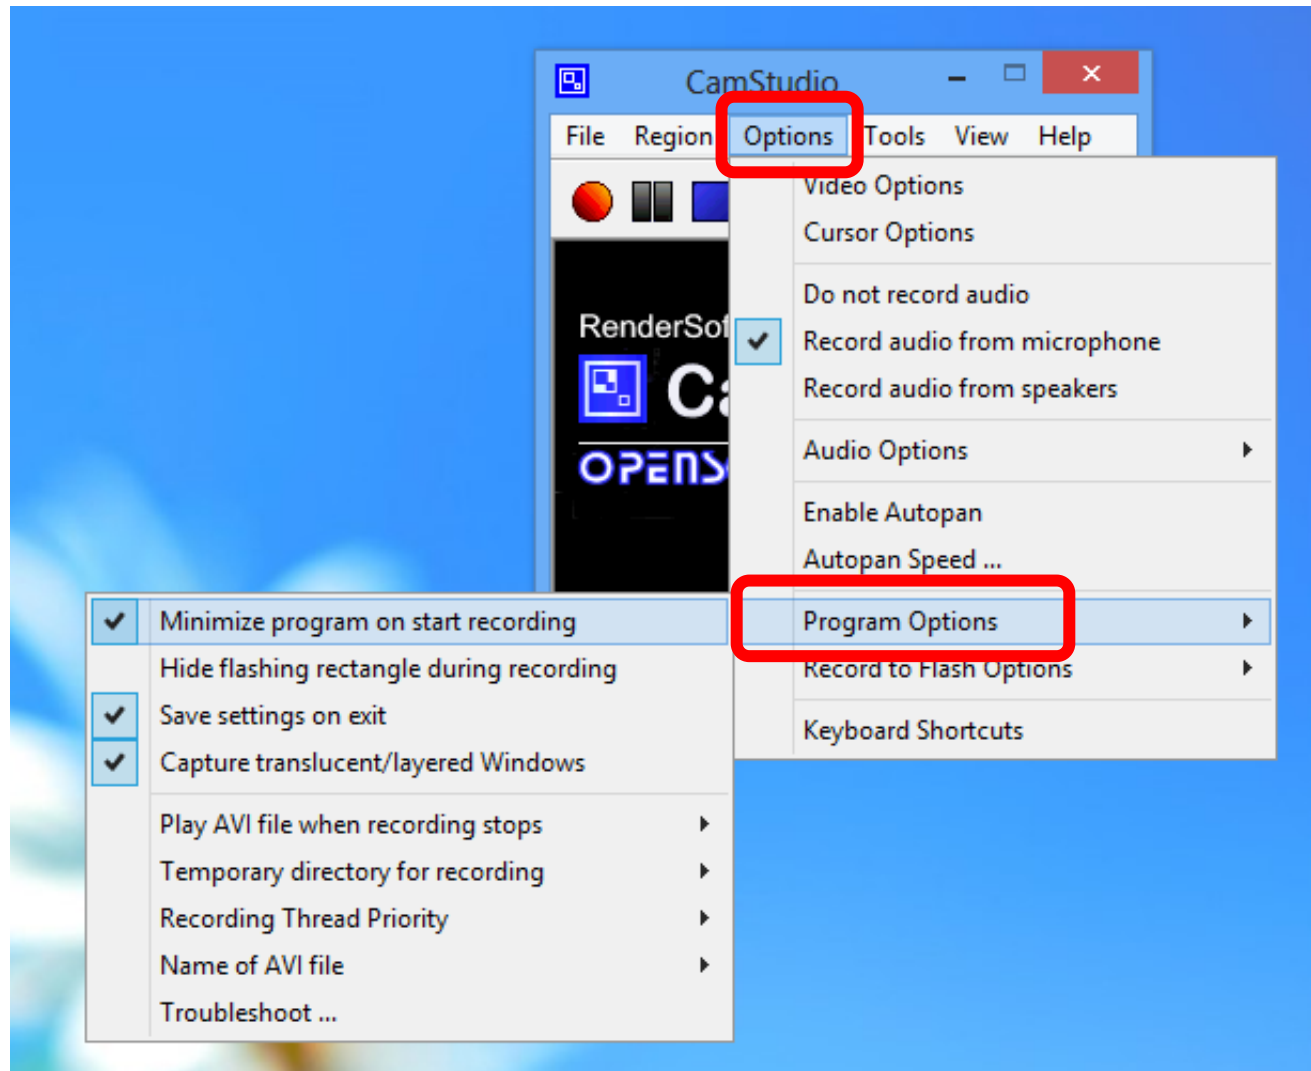 CamStudio
File Region Options Tools View Help
Video Options
Cursor Options
Do not record audio
Record audio from microphone
Record audio from speakers
Audio Options
Enable Autopan
Autopan Speed ...
Program Options
Record to Flash Options
Keyboard Shortcuts
Minimize program on start recording
Hide flashing rectangle during recording
Save settings on exit
Capture translucent/layered Windows
Play AVI file when recording stops
Temporary directory for recording
Recording Thread Priority
Name of AVI file
Troubleshoot ...